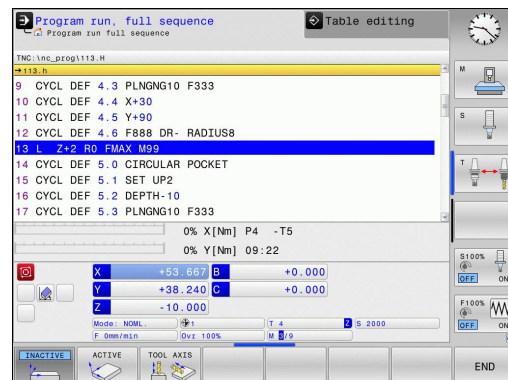 Program run, full sequence
Program run full sequence
Table editing
TNC:\nc_prog\113.H
→113.h
9 CYCL DEF 4.3 PLNGNG10 F333
10 CYCL DEF 4.4 X+30
11 CYCL DEF 4.5 Y+90
12 CYCL DEF 4.6 F888 DR- RADIUS8
13 L Z+2 R0 FMAX M99
14 CYCL DEF 5.0 CIRCULAR POCKET
15 CYCL DEF 5.1 SET UP2
16 CYCL DEF 5.2 DEPTH-10
17 CYCL DEF 5.3 PLNGNG10 F333
0% X[Nm] P4 -T5
0% Y[Nm] 09:22
X +53.667 B +0.000
Y +38.240 C +0.000
Z -10.000
Mode: NOML. 1 T 4 Z S 2000
F 0mm/min Ovr 100% M 3/9
INACTIVE
ACTIVE
TOOL AXIS
M
S
T
S100%
OFF ON
F100%
OFF ON
END